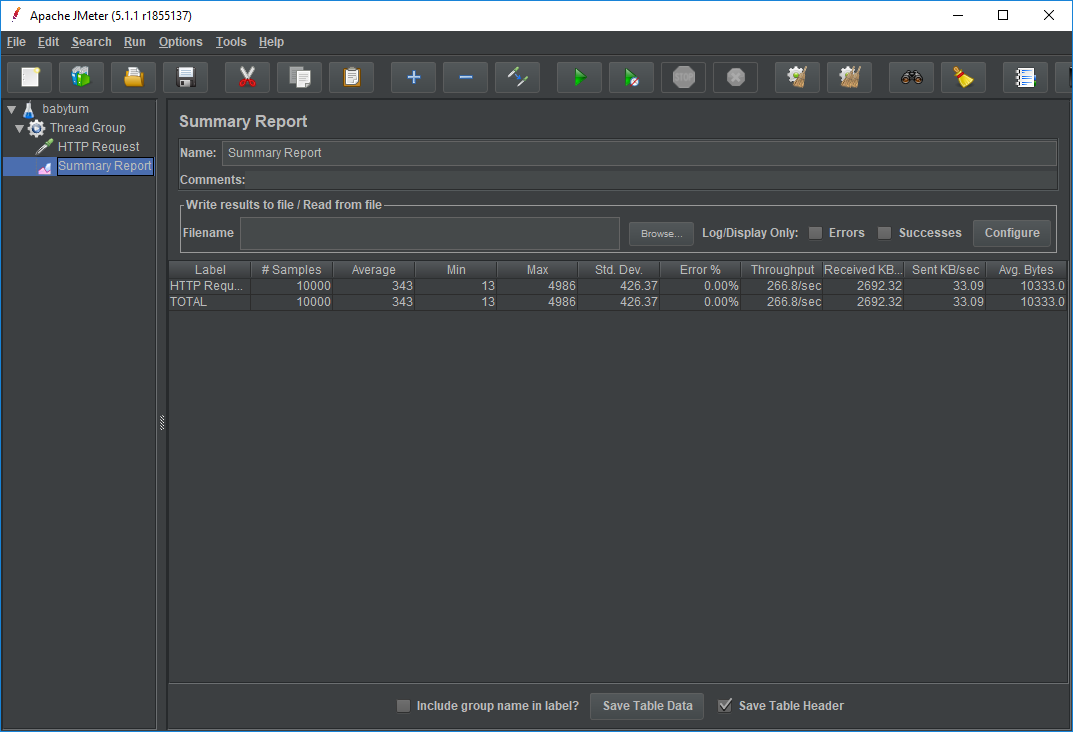 Apache JMeter (5.1.1 r1855137)
File Edit Search Run Options Tools Help
STOP
babytum
Thread Group
HTTP Request
Summary Report
Summary Report
Name: Summary Report
Comments:
Write results to file / Read from file
Filename Browse... Log/Display Only: Errors Successes Configure
Label # Samples Average Min Max Std. Dev. Error % Throughput Received KB... Sent KB/sec Avg. Bytes
HTTP Requ... 10000 343 13 4986 426.37 0.00% 266.8/sec 2692.32 33.09 10333.0
TOTAL 10000 343 13 4986 426.37 0.00% 266.8/sec 2692.32 33.09 10333.0
Include group name in label? Save Table Data Save Table Header